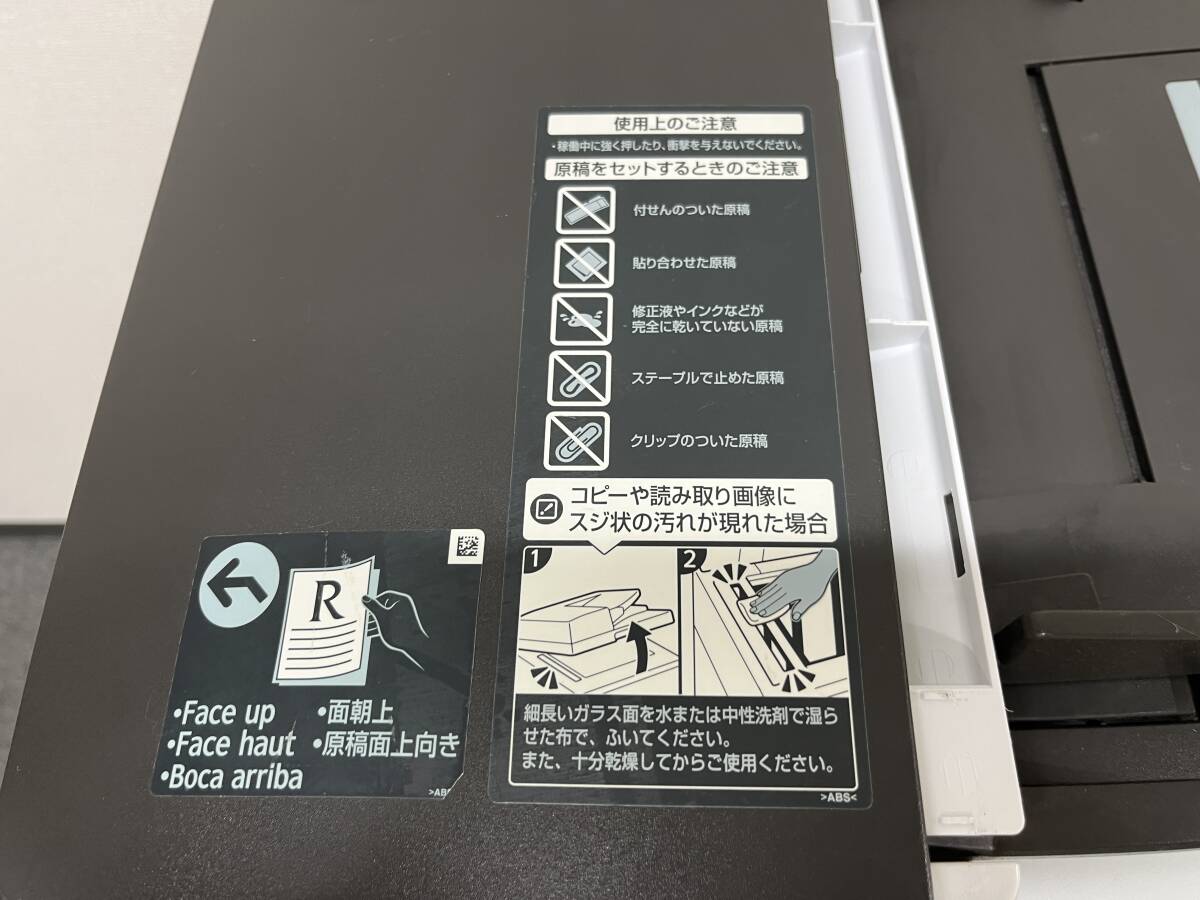 使用上のご注意
・稼働中に強く押したり、衝撃を与えないでください。
原稿をセットするときのご注意
付せんのついた原稿
貼り合わせた原稿
修正液やインクなどが
完全に乾いていない原稿
ステープルで止めた原稿
クリップのついた原稿
コピーや読み取り画像に
スジ状の汚れが現れた場合
1
2
細長いガラス面を水または中性洗剤で湿ら
せた布で、ふいてください。
また、十分乾燥してからご使用ください。
>ABS<
R
•Face up
•Face haut
•Boca arriba
•面朝上
•原稿面上向き